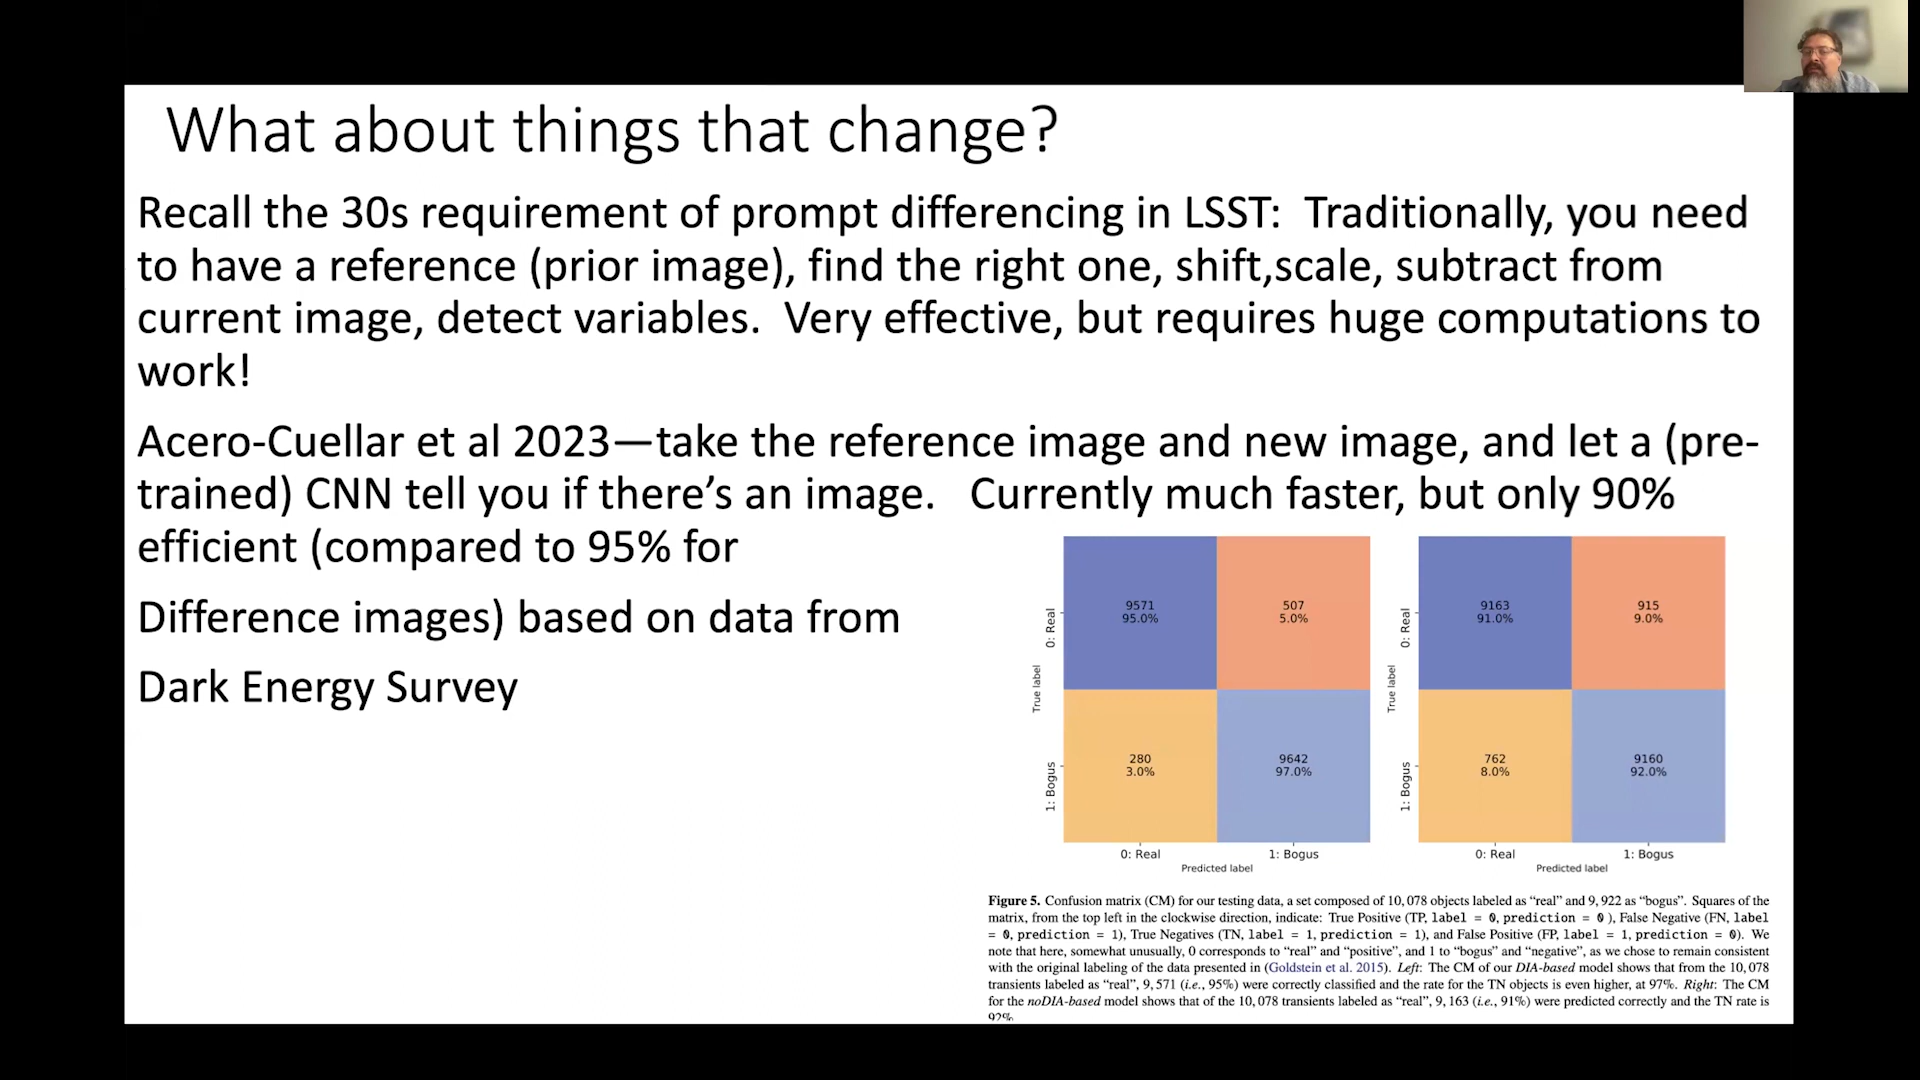 What about things that change?
Recall the 30s requirement of prompt differencing in LSST:  Traditionally, you need
to have a reference (prior image), find the right one, shift,scale, subtract from
current image, detect variables.  Very effective, but requires huge computations to
work!
Acero-Cuellar et al 2023—take the reference image and new image, and let a (pre-
trained) CNN tell you if there’s an image.   Currently much faster, but only 90%
efficient (compared to 95% for
Difference images) based on data from
Dark Energy Survey
True label
0: Real
1: Bogus
9571
95.0%
507
5.0%
280
3.0%
9642
97.0%
0: Real
1: Bogus
Predicted label
True label
0: Real
1: Bogus
9163
91.0%
915
9.0%
762
8.0%
9160
92.0%
0: Real
1: Bogus
Predicted label
Figure 5. Confusion matrix (CM) for our testing data, a set composed of 10, 078 objects labeled as “real” and 9, 922 as “bogus”. Squares of the
matrix, from the top left in the clockwise direction, indicate: True Positive (TP, label = 0, prediction = 0 ), False Negative (FN, label
= 0, prediction = 1), True Negatives (TN, label = 1, prediction = 1), and False Positive (FP, label = 1, prediction = 0). We
note that here, somewhat unusually, 0 corresponds to “real” and “positive”, and 1 to “bogus” and “negative”, as we chose to remain consistent
with the original labeling of the data presented in (Goldstein et al. 2015). Left: The CM of our DIA-based model shows that from the 10, 078
transients labeled as “real”, 9, 571 (i.e., 95%) were correctly classified and the rate for the TN objects is even higher, at 97%. Right: The CM
for the noDIA-based model shows that of the 10, 078 transients labeled as “real”, 9, 163 (i.e., 91%) were predicted correctly and the TN rate is
92%